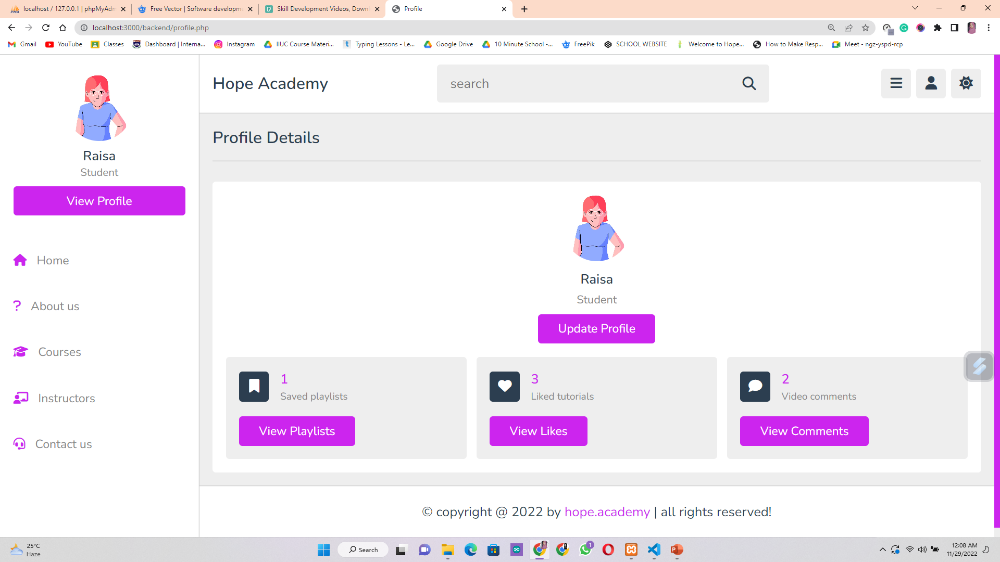 localhost / 127.0.0.1 | phpMyAdm
Free Vector | Software developme
Skill Development Videos, Downl
Profile
localhost:3000/backend/profile.php
Gmail
YouTube
Classes
Dashboard | Interna...
Instagram
IIUC Course Materi...
Typing Lessons - Le...
Google Drive
10 Minute School -...
FreePik
SCHOOL WEBSITE
Welcome to Hope...
How to Make Resp...
Meet - ngz-yspd-rcp
Raisa
Student
View Profile
Home
? About us
Courses
Instructors
Contact us
Hope Academy
search
Profile Details
Raisa
Student
Update Profile
1
Saved playlists
View Playlists
3
Liked tutorials
View Likes
2
Video comments
View Comments
© copyright @ 2022 by hope.academy | all rights reserved!
25°C
Haze
Search
1
12:08 AM
11/29/2022